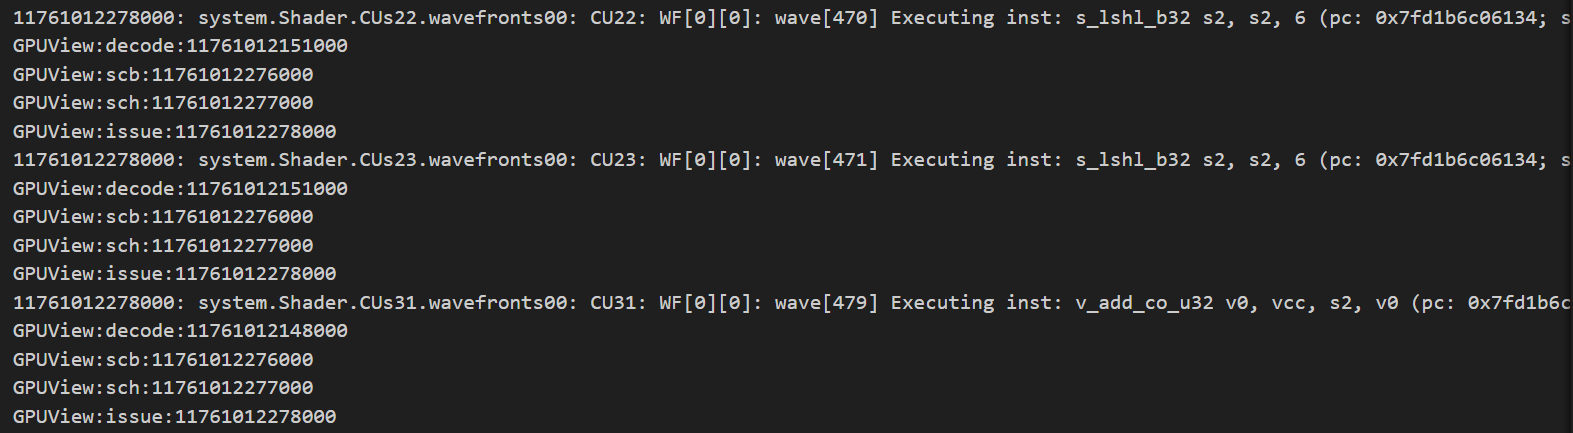 11761012278000: system.Shader.CUs22.wavefronts00: CU22: WF[0][0]: wave[470] Executing inst: s_lshl_b32 s2, s2, 6 (pc: 0x7fd1b6c06134; s
GPUView:decode:11761012151000
GPUView:scb:11761012276000
GPUView:sch:11761012277000
GPUView:issue:11761012278000
11761012278000: system.Shader.CUs23.wavefronts00: CU23: WF[0][0]: wave[471] Executing inst: s_lshl_b32 s2, s2, 6 (pc: 0x7fd1b6c06134; s
GPUView:decode:11761012151000
GPUView:scb:11761012276000
GPUView:sch:11761012277000
GPUView:issue:11761012278000
11761012278000: system.Shader.CUs31.wavefronts00: CU31: WF[0][0]: wave[479] Executing inst: v_add_co_u32 v0, vcc, s2, v0 (pc: 0x7fd1b6c
GPUView:decode:11761012148000
GPUView:scb:11761012276000
GPUView:sch:11761012277000
GPUView:issue:11761012278000